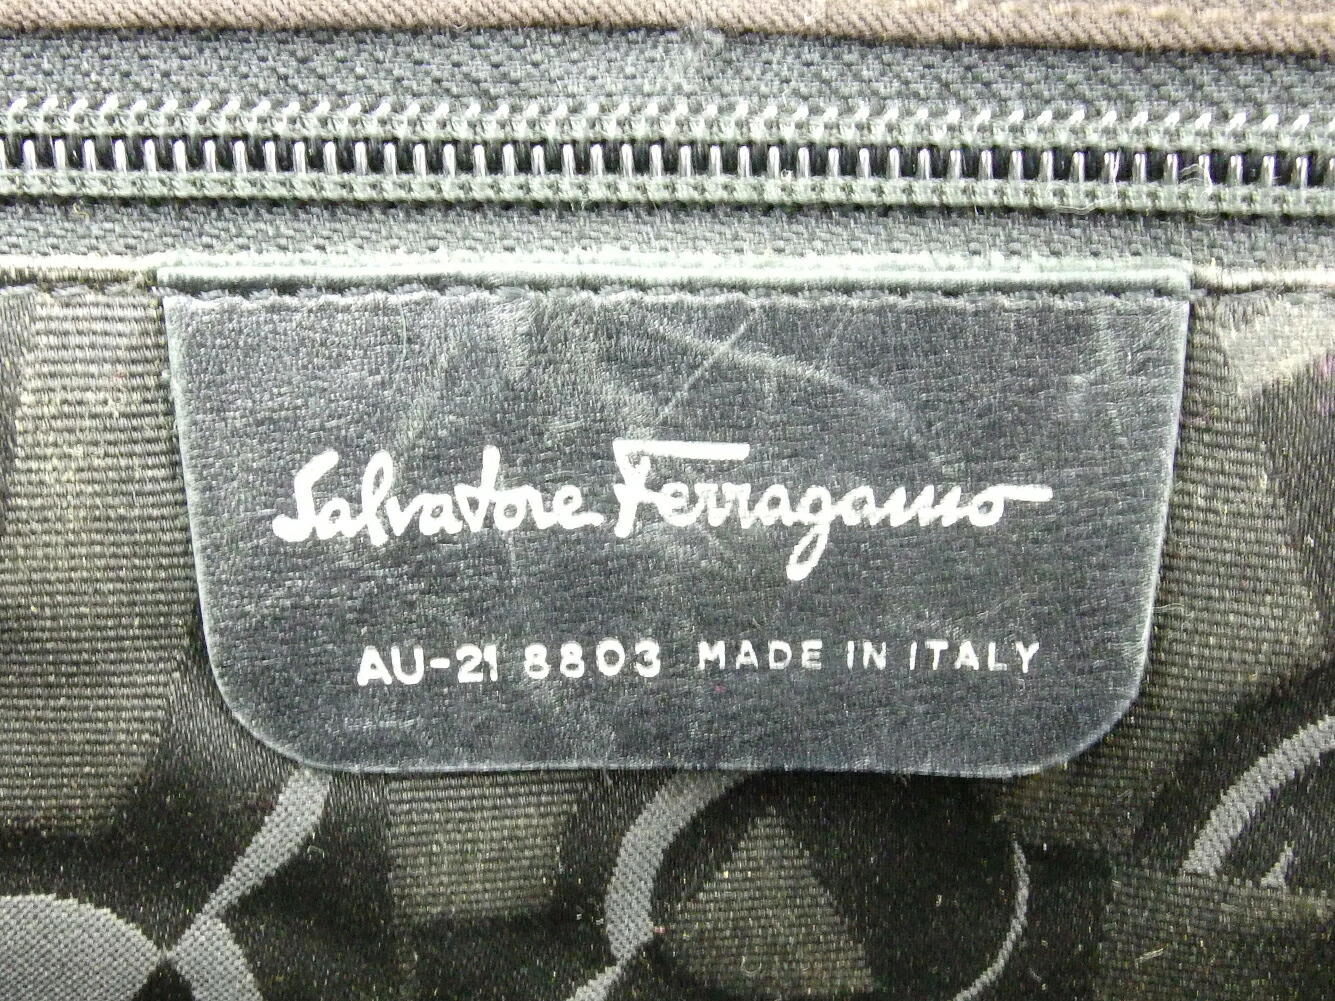 Salvatore Ferragamo
AU-21 8803 MADE IN ITALY